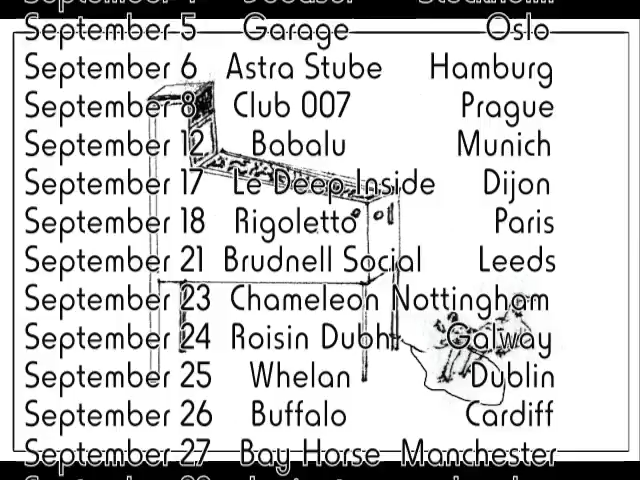 September 5 Garage Oslo
September 6 Astra Stube Hamburg
September 8 Club 007 Prague
September 12 Babalu Munich
September 17 Le Deep Inside Dijon
September 18 Rigoletto Paris
September 21 Brudnell Social Leeds
September 23 Chameleon Nottingham
September 24 Roisin Dubh Galway
September 25 Whelan Dublin
September 26 Buffalo Cardiff
September 27 Bay Horse Manchester